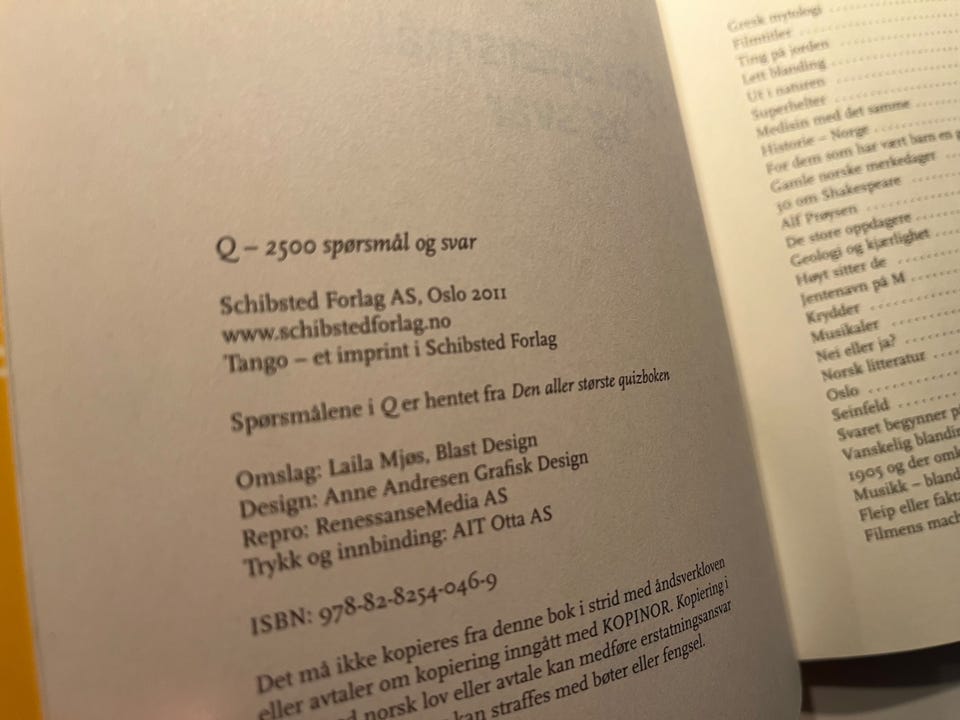 Q – 2500 spørsmål og svar
Schibsted Forlag AS, Oslo 2011
www.schibstedforlag.no
Tango – et imprint i Schibsted Forlag
Spørsmålene i Q er hentet fra Den aller største quizboken
Omslag: Laila Mjøs, Blast Design
Design: Anne Andresen Grafisk Design
Repro: RenessanseMedia AS
Trykk og innbinding: AIT Otta AS
ISBN: 978-82-8254-046-9
Det må ikke kopieres fra denne bok i strid med åndsverkloven
eller avtaler om kopiering inngått med KOPINOR. Kopiering i
norsk lov eller avtale kan medføre erstatningsansvar
kan straffes med bøter eller fengsel.
Gresk mytologi
Filmtitler
Ting på jorden
Lett blanding
Ut i naturen
Superhelter
Medisin med det samme
Historie – Norge
For dem som har vært barn en
Gamle norske merkedager
30 om Shakespeare
Alf Prøysen
De store oppdagere
Geologi og kjærlighet
Høyt sitter de
Jentenavn på M
Krydder
Musikaler
Nei eller ja?
Norsk litteratur
Oslo
Seinfeld
Svaret begynner
Vanskelig blanding
1905 og der
Musikk –
Fleip eller
Filmens